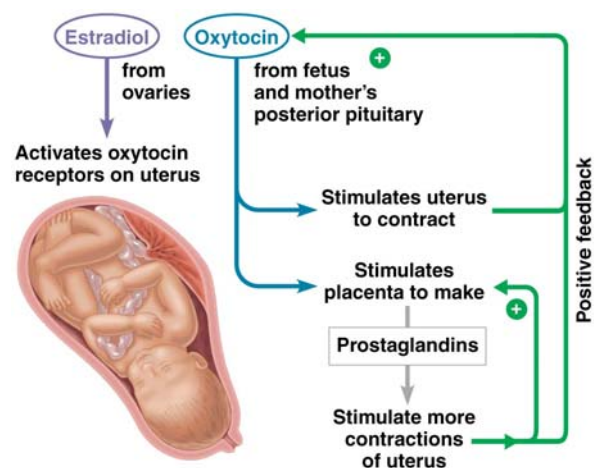 Estradiol
Oxytocin
+
from
ovaries
from fetus
and mother's
posterior pituitary
Activates oxytocin
receptors on uterus
Stimulates uterus
to contract
Stimulates
placenta to make
+
Prostaglandins
Stimulate more
contractions
of uterus
Positive feedback